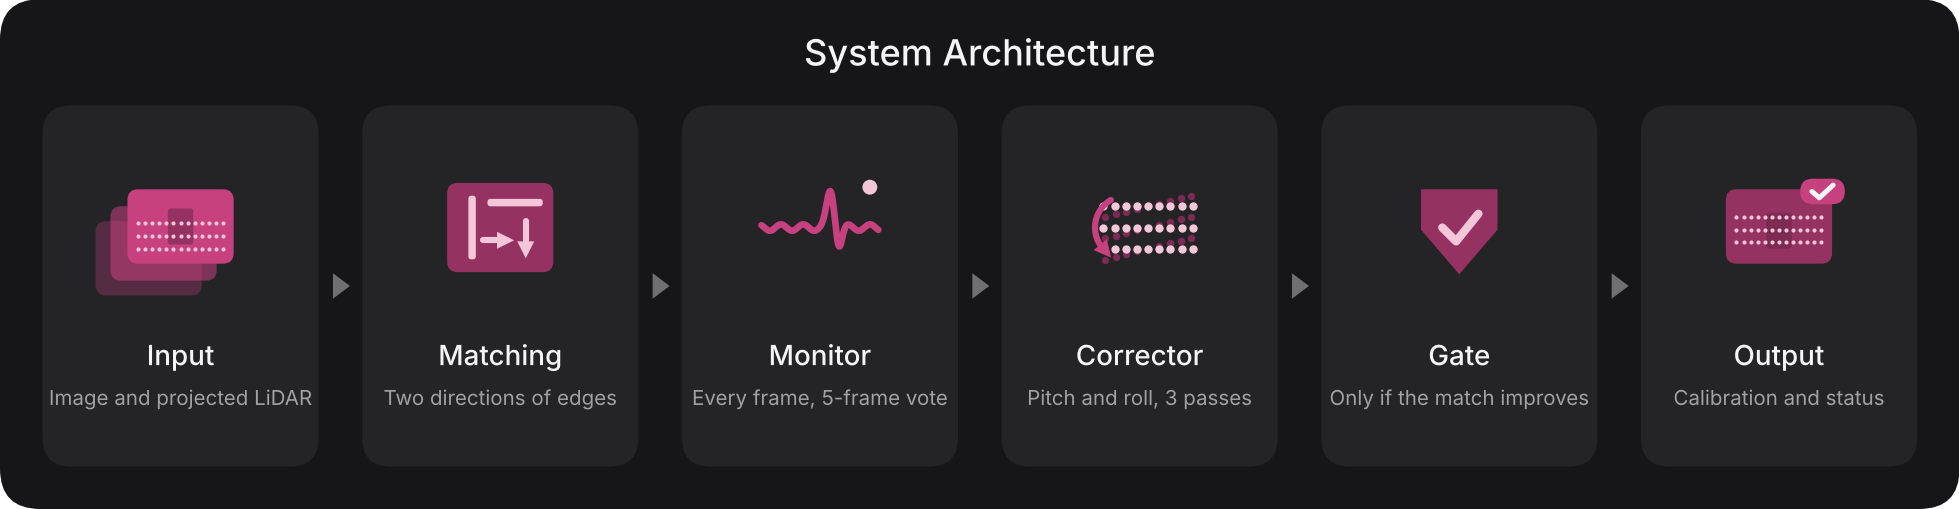 System Architecture
Input
Image and projected LiDAR
Matching
Two directions of edges
Monitor
Every frame, 5-frame vote
Corrector
Pitch and roll, 3 passes
Gate
Only if the match improves
Output
Calibration and status